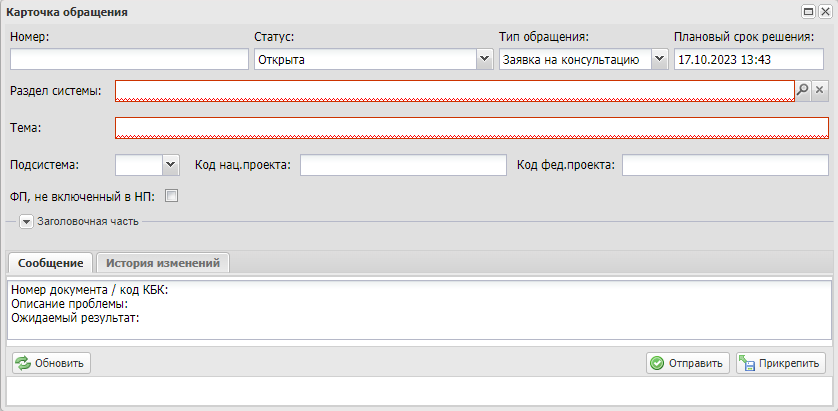 Карточка обращения
Номер: Статус: Тип обращения: Плановый срок решения:
Открыта Заявка на консультацию 17.10.2023 13:43
Раздел системы:
Тема:
Подсистема: Код нац.проекта: Код фед.проекта:
ФП, не включенный в НП:
Заголовочная часть
Сообщение История изменений
Номер документа / код КБК:
Описание проблемы:
Ожидаемый результат:
Обновить Отправить Прикрепить